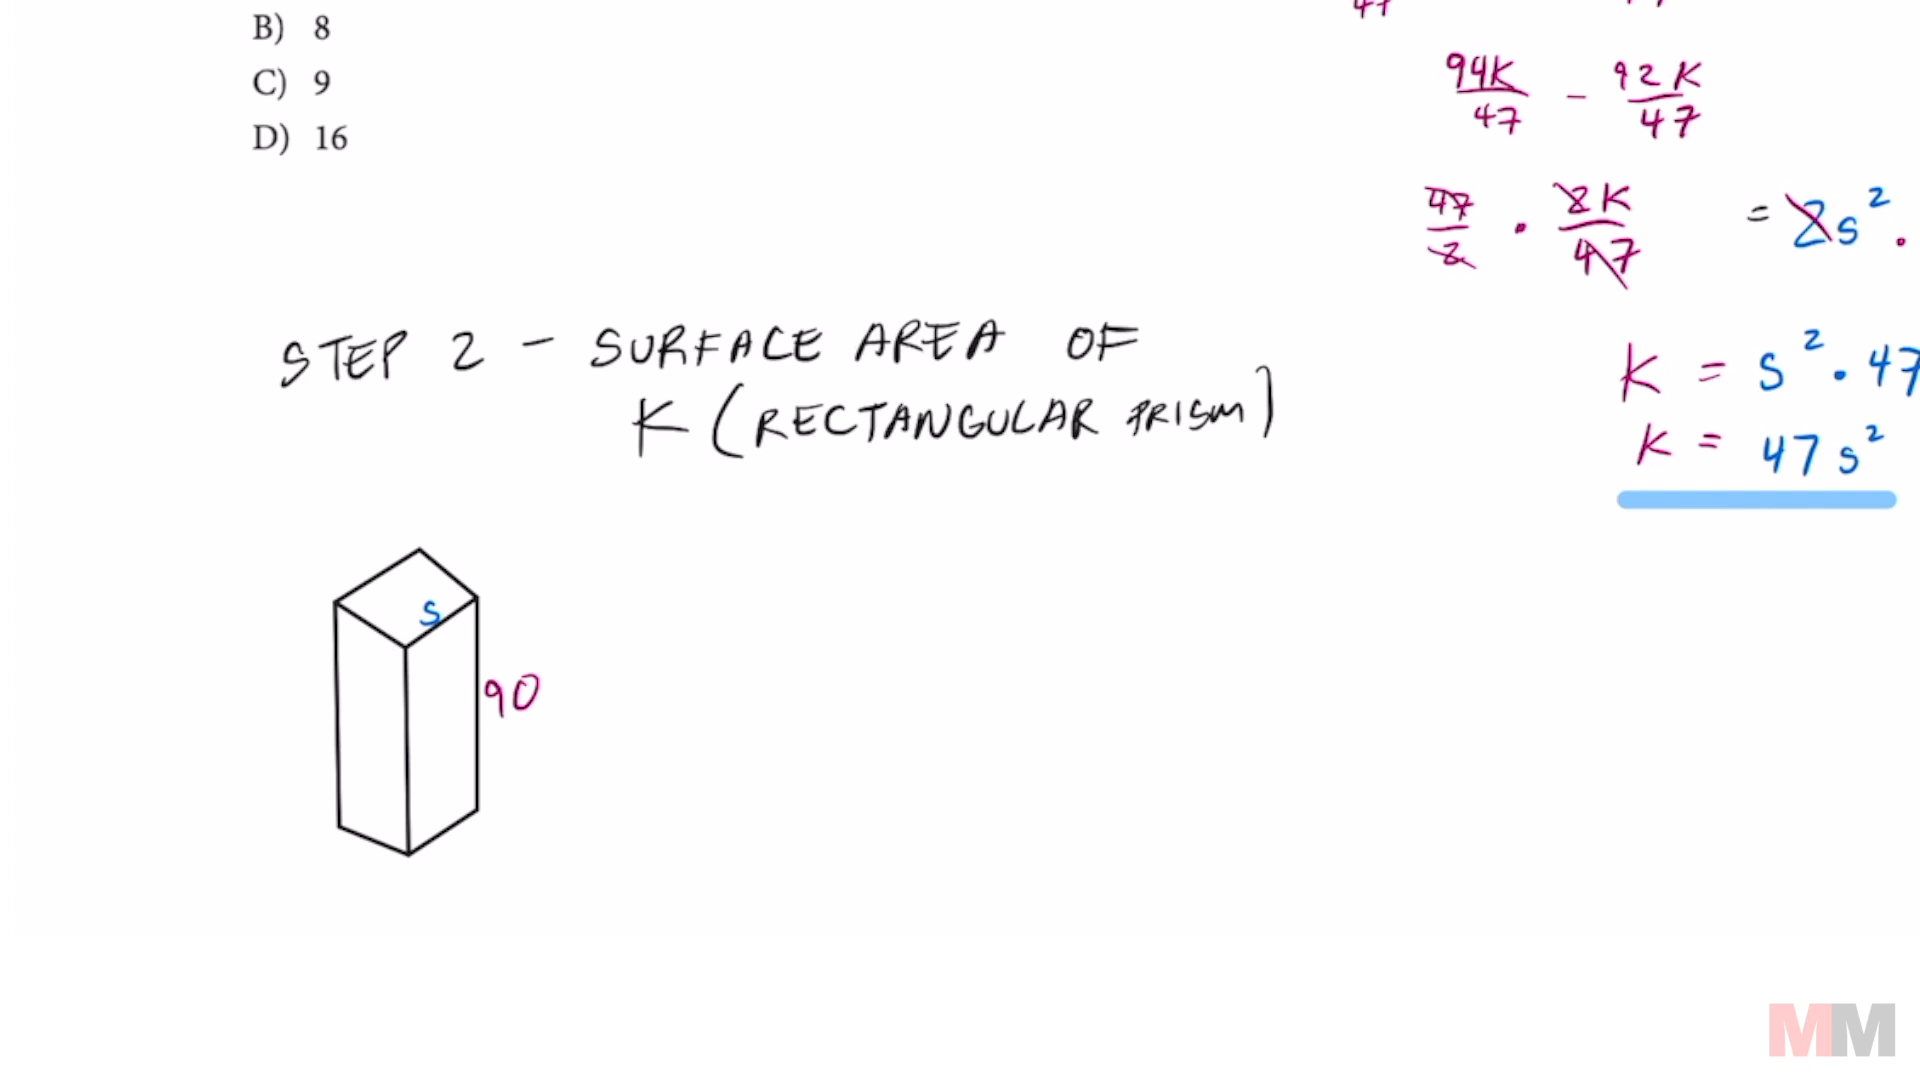 B) 8
C) 9
D) 16
94K/47 - 92K/47
47/2 · 2K/47 = 2s² ·
K = s² · 47
K = 47s²
STEP 2 - SURFACE AREA OF
K (RECTANGULAR PRISM)
s
90
MM